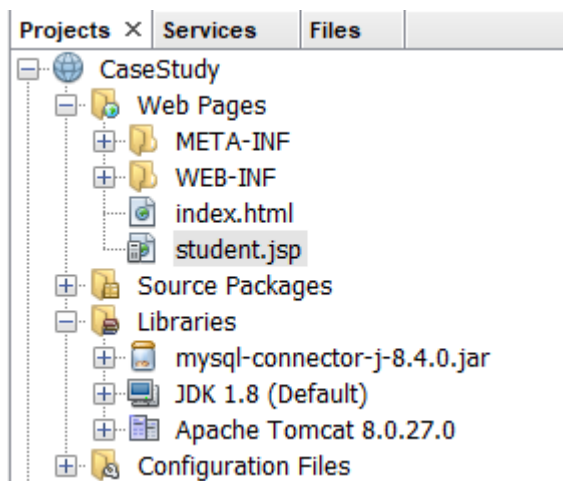 Projects Services Files
CaseStudy
Web Pages
META-INF
WEB-INF
index.html
student.jsp
Source Packages
Libraries
mysql-connector-j-8.4.0.jar
JDK 1.8 (Default)
Apache Tomcat 8.0.27.0
Configuration Files